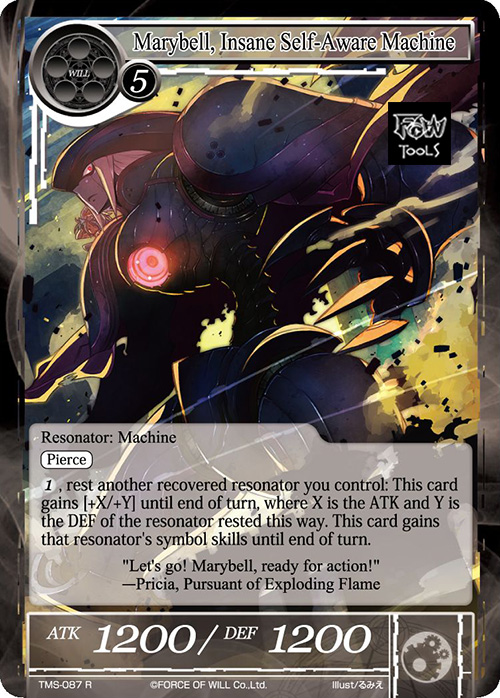 Marybell, Insane Self-Aware Machine
WILL
5
FOW
TOOLS
Resonator: Machine
Pierce
1 , rest another recovered resonator you control: This card
gains [+X/+Y] until end of turn, where X is the ATK and Y is
the DEF of the resonator rested this way. This card gains
that resonator's symbol skills until end of turn.
"Let's go! Marybell, ready for action!"
—Pricia, Pursuant of Exploding Flame
ATK 1200 / DEF 1200
TMS-087 R ©FORCE OF WILL Co.,Ltd. Illust/るみえ